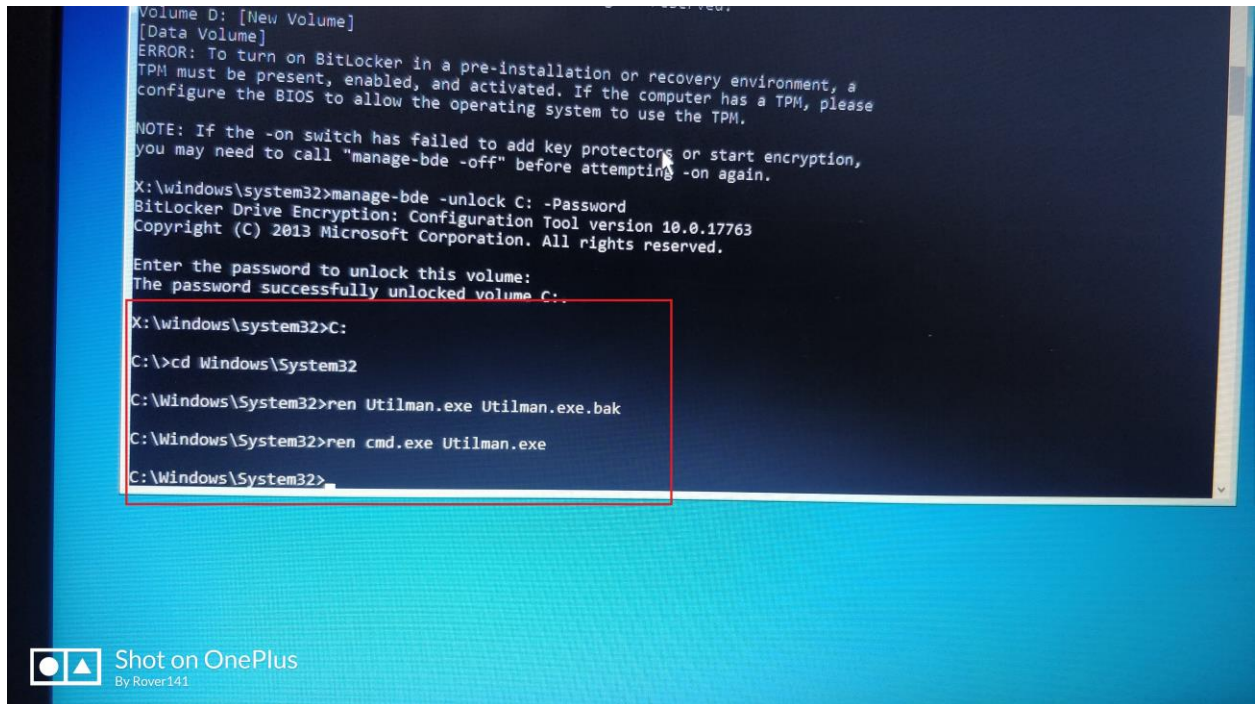 Volume D: [New Volume]
[Data Volume]
ERROR: To turn on BitLocker in a pre-installation or recovery environment, a
TPM must be present, enabled, and activated. If the computer has a TPM, please
configure the BIOS to allow the operating system to use the TPM.
NOTE: If the -on switch has failed to add key protectors or start encryption,
you may need to call "manage-bde -off" before attempting -on again.
X:\windows\system32>manage-bde -unlock C: -Password
BitLocker Drive Encryption: Configuration Tool version 10.0.17763
Copyright (C) 2013 Microsoft Corporation. All rights reserved.
Enter the password to unlock this volume:
The password successfully unlocked volume C:.
X:\windows\system32>C:
C:\>cd Windows\System32
C:\Windows\System32>ren Utilman.exe Utilman.exe.bak
C:\Windows\System32>ren cmd.exe Utilman.exe
C:\Windows\System32>_
Shot on OnePlus
By Rover141